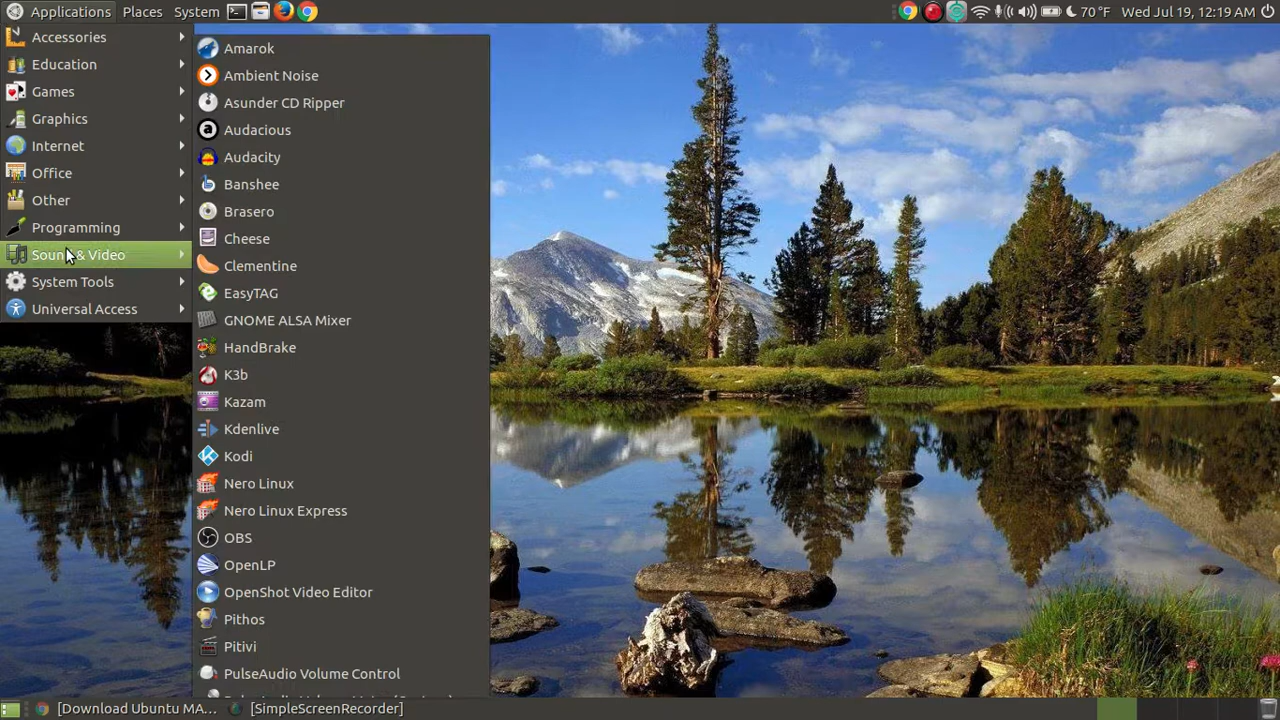 Applications Places System 70 °F Wed Jul 19, 12:19 AM
Accessories
Education
Games
Graphics
Internet
Office
Other
Programming
Sound & Video
System Tools
Universal Access
Amarok
Ambient Noise
Asunder CD Ripper
Audacious
Audacity
Banshee
Brasero
Cheese
Clementine
EasyTAG
GNOME ALSA Mixer
HandBrake
K3b
Kazam
Kdenlive
Kodi
Nero Linux
Nero Linux Express
OBS
OpenLP
OpenShot Video Editor
Pithos
Pitivi
PulseAudio Volume Control
[Download Ubuntu MA... [SimpleScreenRecorder]